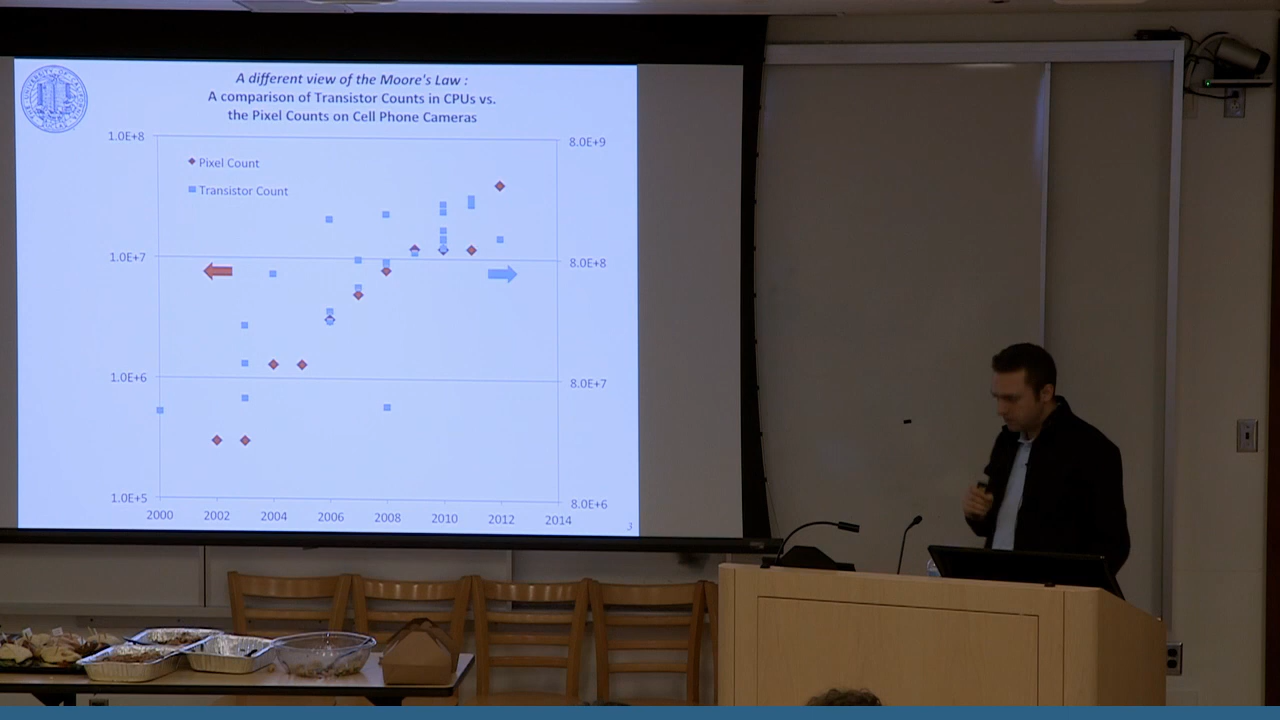 A different view of the Moore's Law :
A comparison of Transistor Counts in CPUs vs.
the Pixel Counts on Cell Phone Cameras
1.0E+8
8.0E+9
Pixel Count
Transistor Count
1.0E+7
8.0E+8
1.0E+6
8.0E+7
1.0E+5
8.0E+6
2000 2002 2004 2006 2008 2010 2012 2014
3